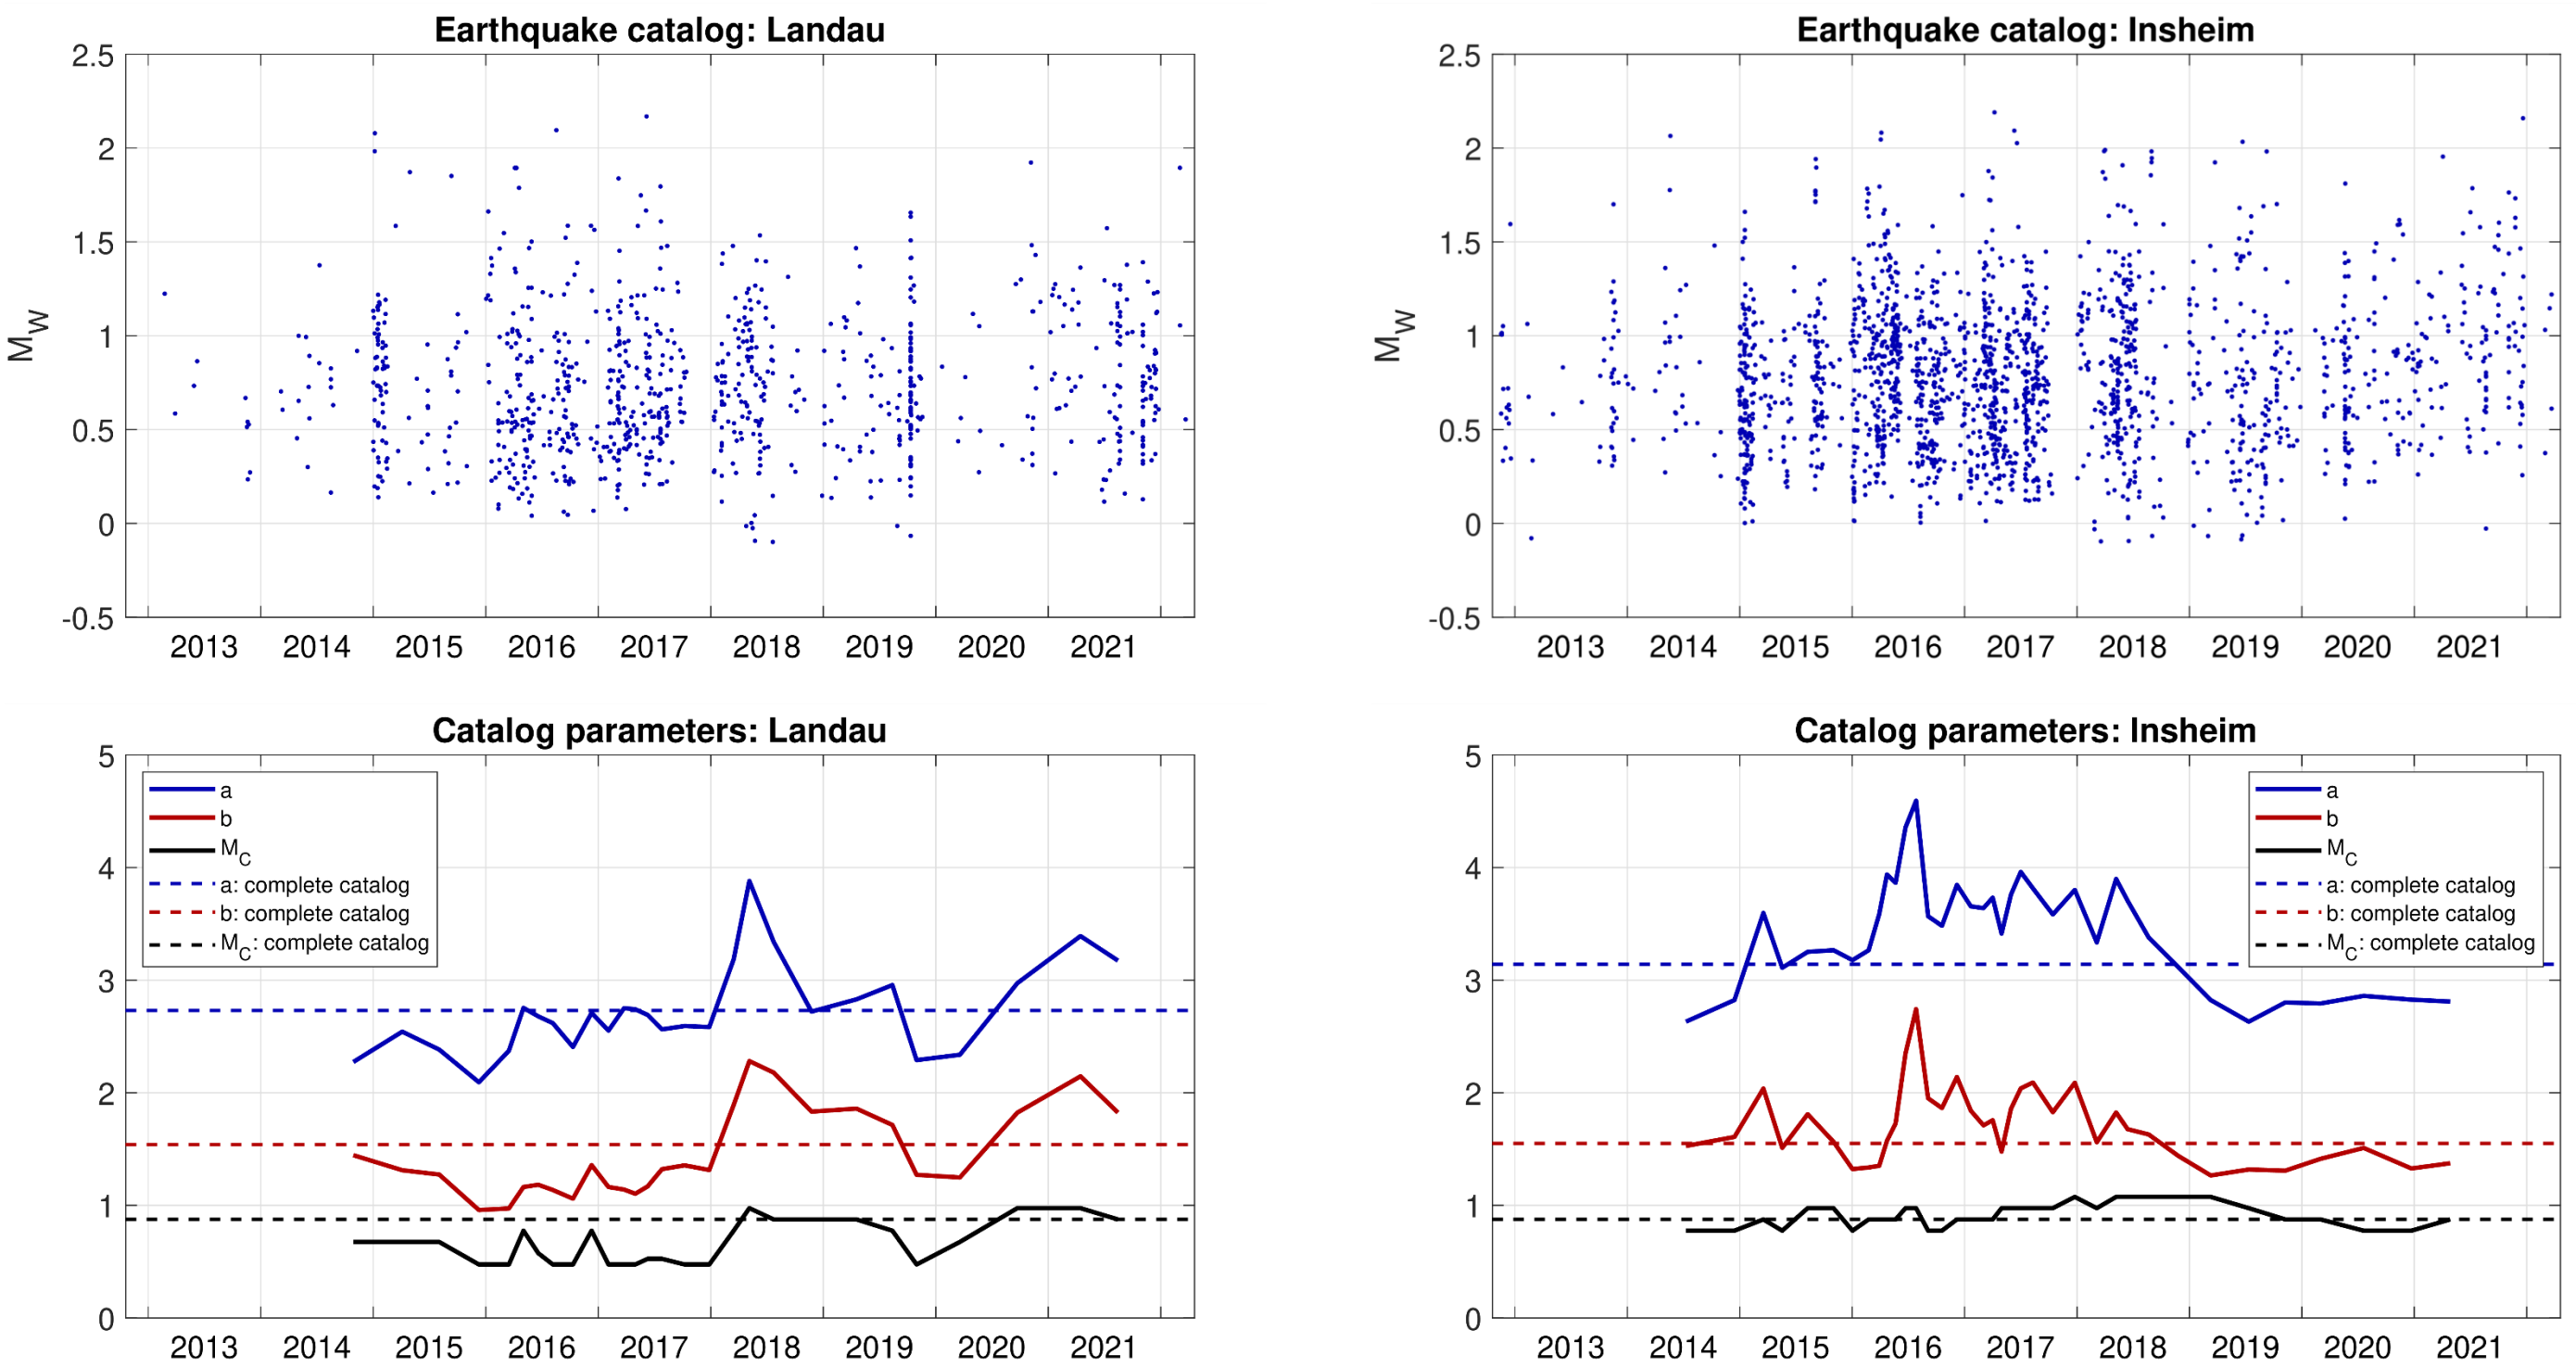 Earthquake catalog: Landau
2.5
2
1.5
1
0.5
0
-0.5
M_W
2013 2014 2015 2016 2017 2018 2019 2020 2021
Earthquake catalog: Insheim
2.5
2
1.5
1
0.5
0
-0.5
M_W
2013 2014 2015 2016 2017 2018 2019 2020 2021
Catalog parameters: Landau
5
4
3
2
1
0
a
b
M_C
a: complete catalog
b: complete catalog
M_C: complete catalog
2013 2014 2015 2016 2017 2018 2019 2020 2021
Catalog parameters: Insheim
5
4
3
2
1
0
a
b
M_C
a: complete catalog
b: complete catalog
M_C: complete catalog
2013 2014 2015 2016 2017 2018 2019 2020 2021